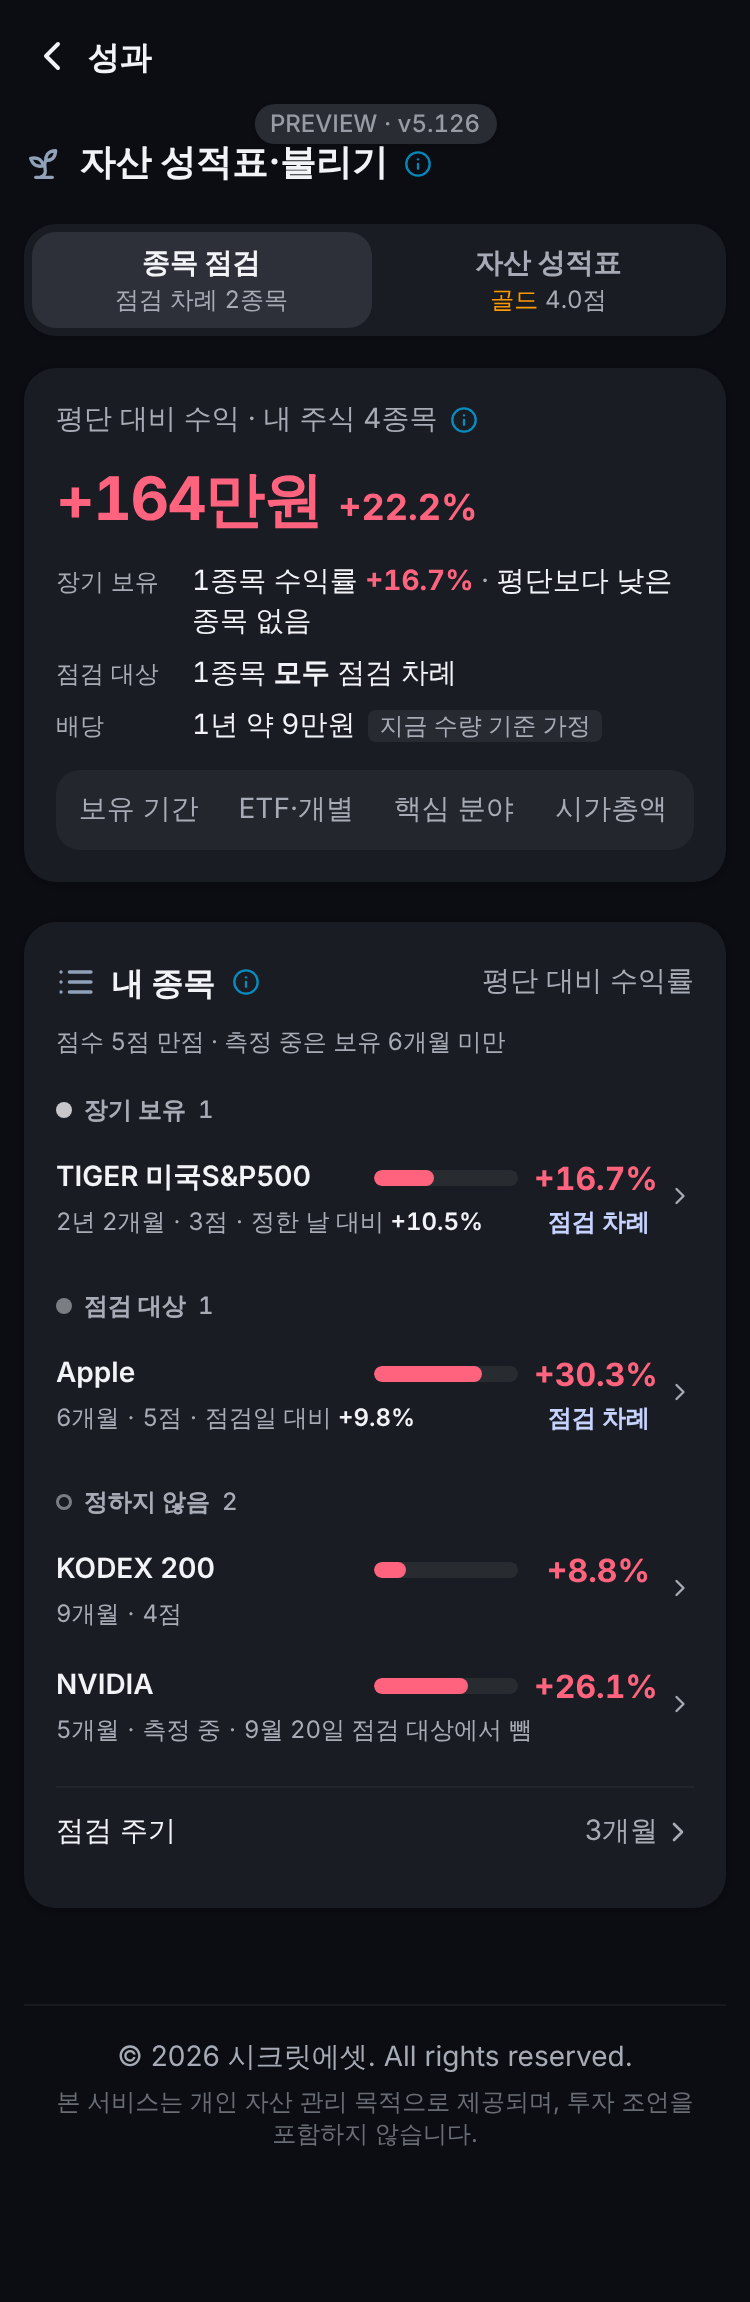 성과
PREVIEW · v5.126
자산 성적표·불리기
종목 점검
점검 차례 2종목
자산 성적표
골드 4.0점
평단 대비 수익 · 내 주식 4종목
+164만원 +22.2%
장기 보유 1종목 수익률 +16.7% · 평단보다 낮은
종목 없음
점검 대상 1종목 모두 점검 차례
배당 1년 약 9만원 지금 수량 기준 가정
보유 기간 ETF·개별 핵심 분야 시가총액
내 종목 평단 대비 수익률
점수 5점 만점 · 측정 중은 보유 6개월 미만
장기 보유 1
TIGER 미국S&P500 +16.7%
2년 2개월 · 3점 · 정한 날 대비 +10.5% 점검 차례
점검 대상 1
Apple +30.3%
6개월 · 5점 · 점검일 대비 +9.8% 점검 차례
정하지 않음 2
KODEX 200 +8.8%
9개월 · 4점
NVIDIA +26.1%
5개월 · 측정 중 · 9월 20일 점검 대상에서 뺌
점검 주기 3개월
© 2026 시크릿에셋. All rights reserved.
본 서비스는 개인 자산 관리 목적으로 제공되며, 투자 조언을
포함하지 않습니다.